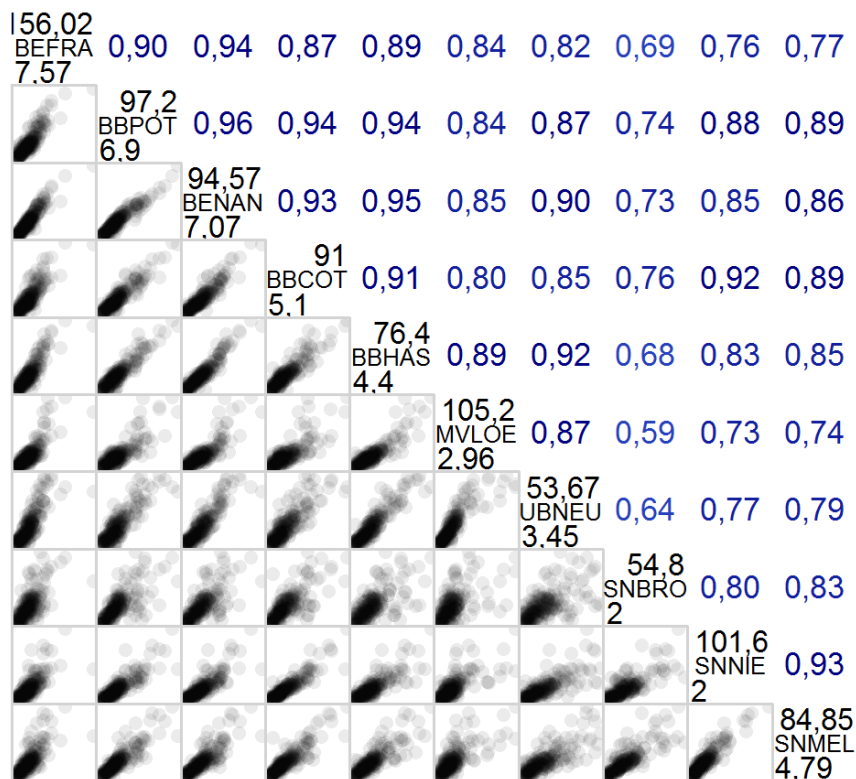 156,02
BEFRA 0,90 0,94 0,87 0,89 0,84 0,82 0,69 0,76 0,77
7,57
97,2
BBPOT 0,96 0,94 0,94 0,84 0,87 0,74 0,88 0,89
6,9
94,57
BENAN 0,93 0,95 0,85 0,90 0,73 0,85 0,86
7,07
91
BBCOT 0,91 0,80 0,85 0,76 0,92 0,89
5,1
76,4
BBHAS 0,89 0,92 0,68 0,83 0,85
4,4
105,2
MVLOE 0,87 0,59 0,73 0,74
2,96
53,67
UBNEU 0,64 0,77 0,79
3,45
54,8
SNBRO 0,80 0,83
2
101,6
SNNIE 0,93
2
84,85
SNMEL
4,79